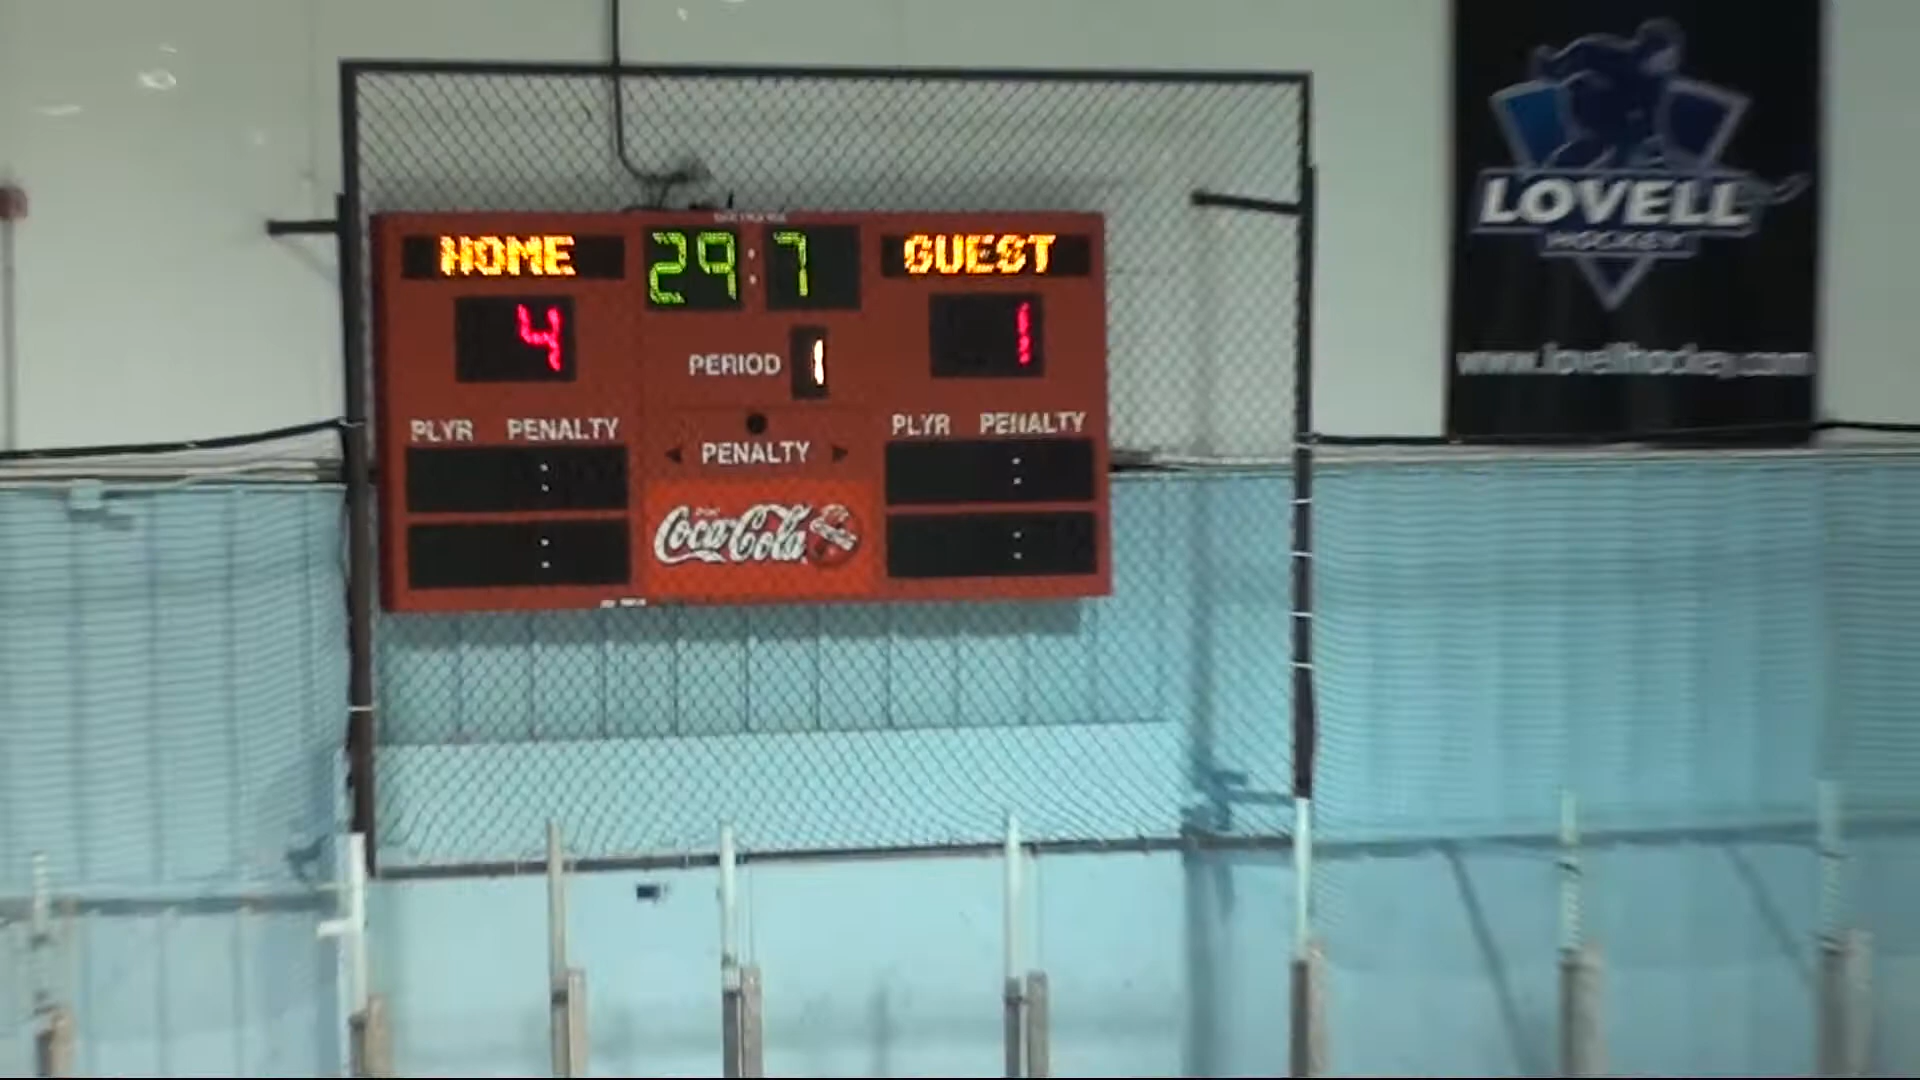 HOME 29:7 GUEST
4 1
PERIOD 1
PLYR PENALTY PLYR PENALTY
PENALTY
Coca-Cola
LOVELL
HOCKEY
www.lovellhockey.com